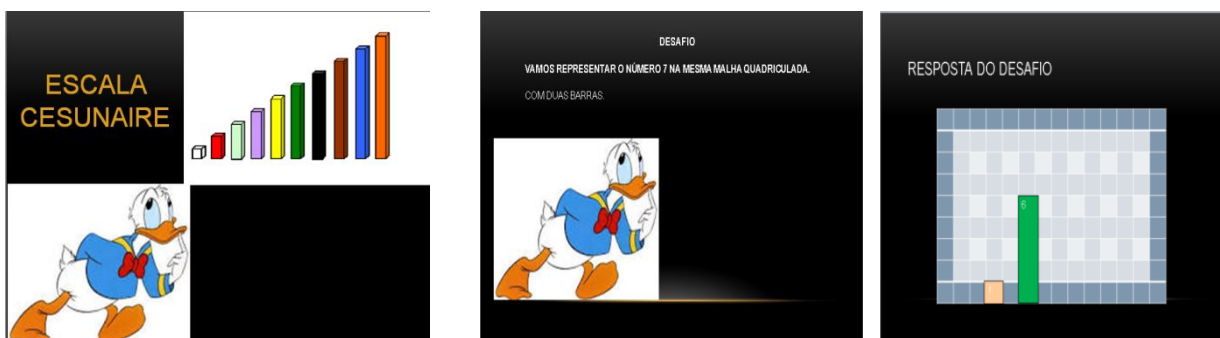 ESCALA
CESUNAIRE
DESAFIO
VAMOS REPRESENTAR O NÚMERO 7 NA MESMA MALHA QUADRICULADA.
COM DUAS BARRAS.
RESPOSTA DO DESAFIO
6